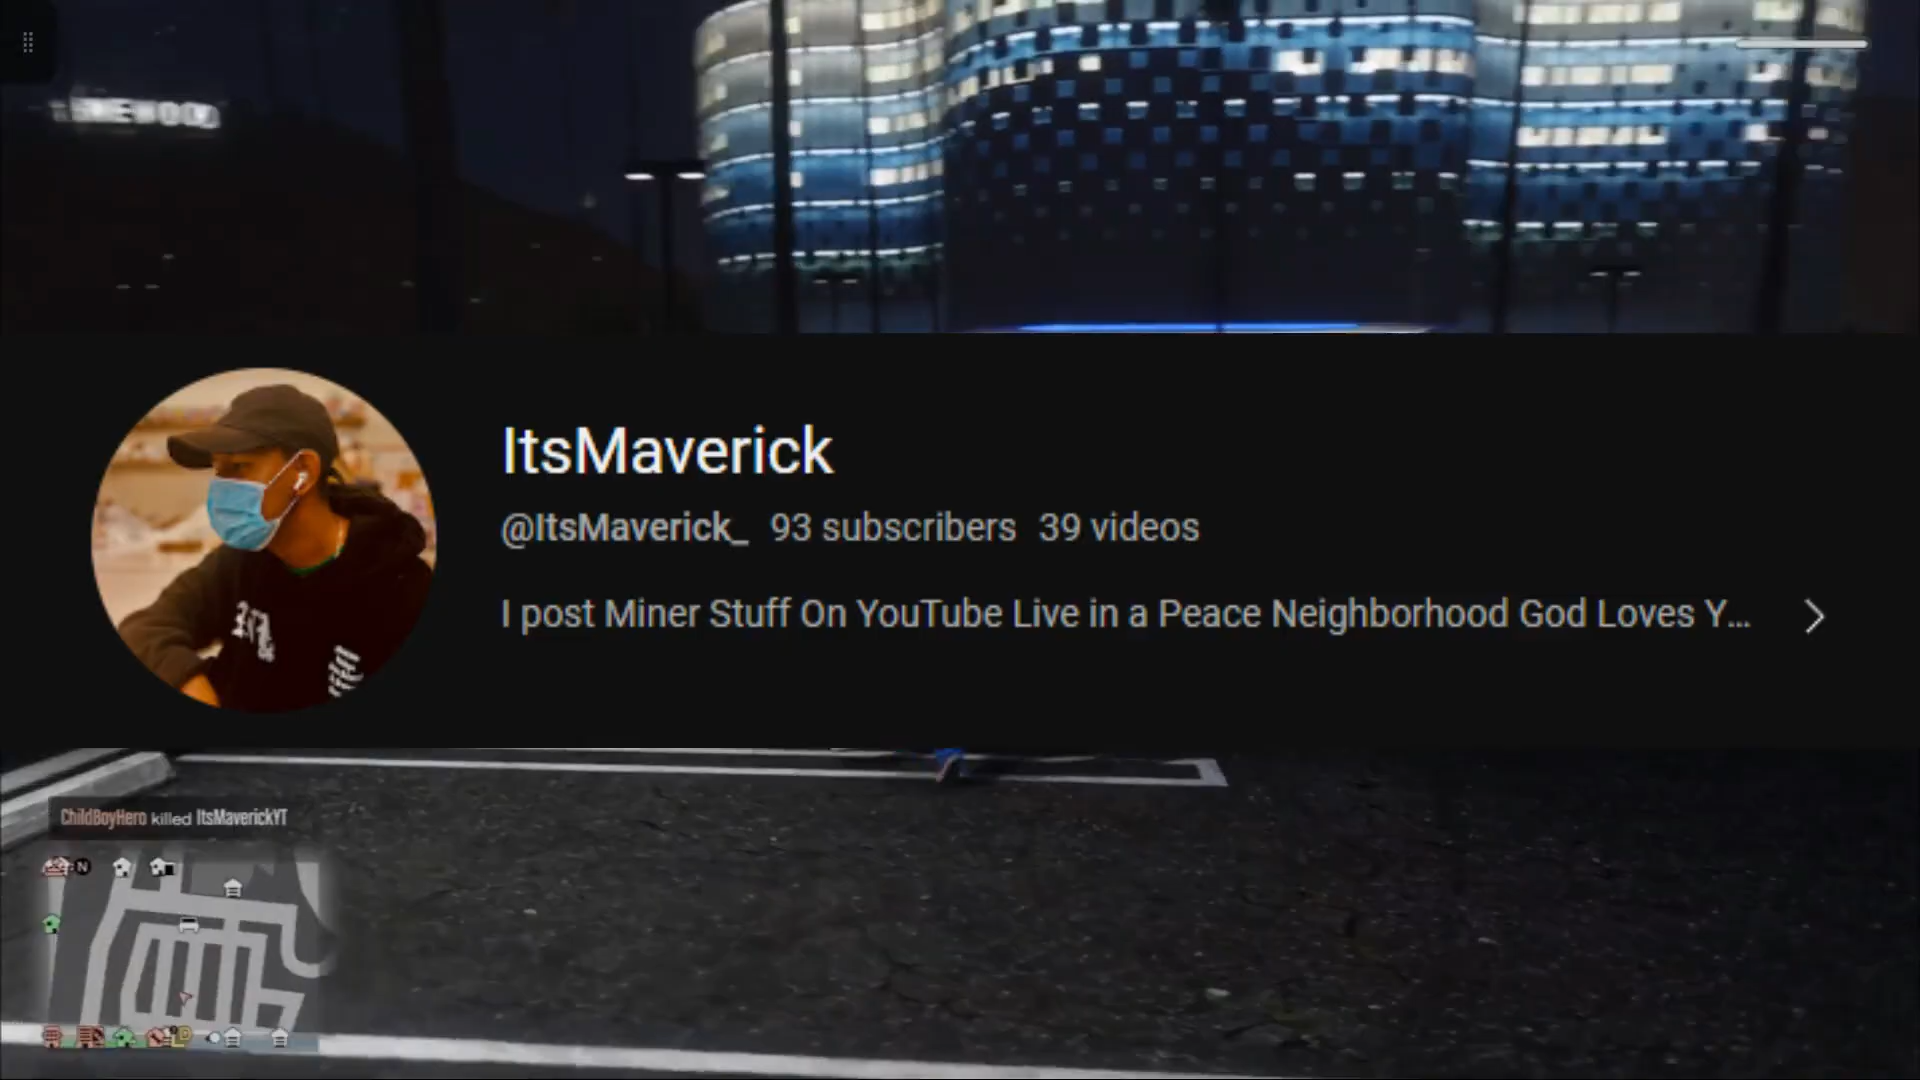 ItsMaverick
@ItsMaverick_ 93 subscribers 39 videos
I post Miner Stuff On YouTube Live in a Peace Neighborhood God Loves Y...
ChildBoyHero killed ItsMaverickYT
N